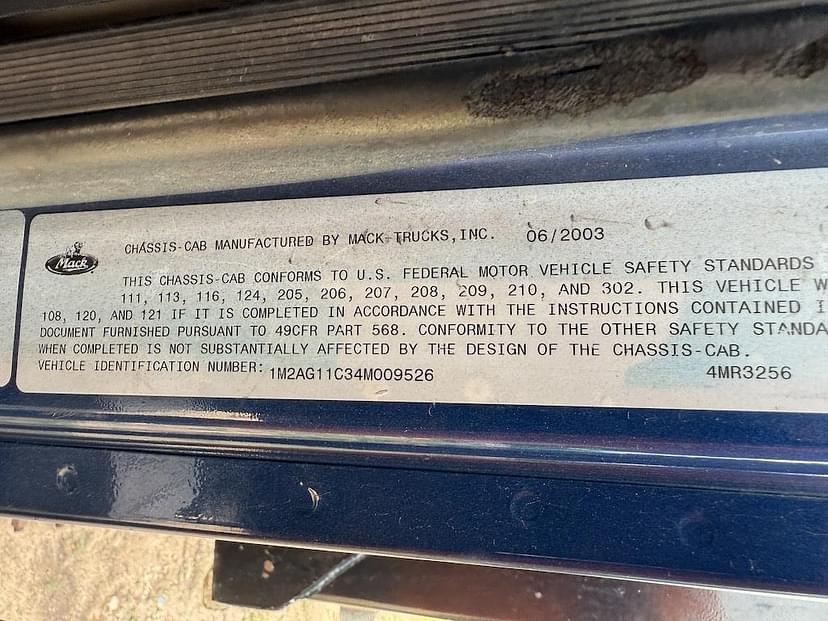 Mack
CHASSIS-CAB MANUFACTURED BY MACK TRUCKS, INC. 06/2003
THIS CHASSIS-CAB CONFORMS TO U.S. FEDERAL MOTOR VEHICLE SAFETY STANDARDS
111, 113, 116, 124, 205, 206, 207, 208, 209, 210, AND 302. THIS VEHICLE
108, 120, AND 121 IF IT IS COMPLETED IN ACCORDANCE WITH THE INSTRUCTIONS CONTAINED
DOCUMENT FURNISHED PURSUANT TO 49CFR PART 568. CONFORMITY TO THE OTHER SAFETY STANDA
WHEN COMPLETED IS NOT SUBSTANTIALLY AFFECTED BY THE DESIGN OF THE CHASSIS-CAB.
VEHICLE IDENTIFICATION NUMBER: 1M2AG11C34M009526 4MR3256